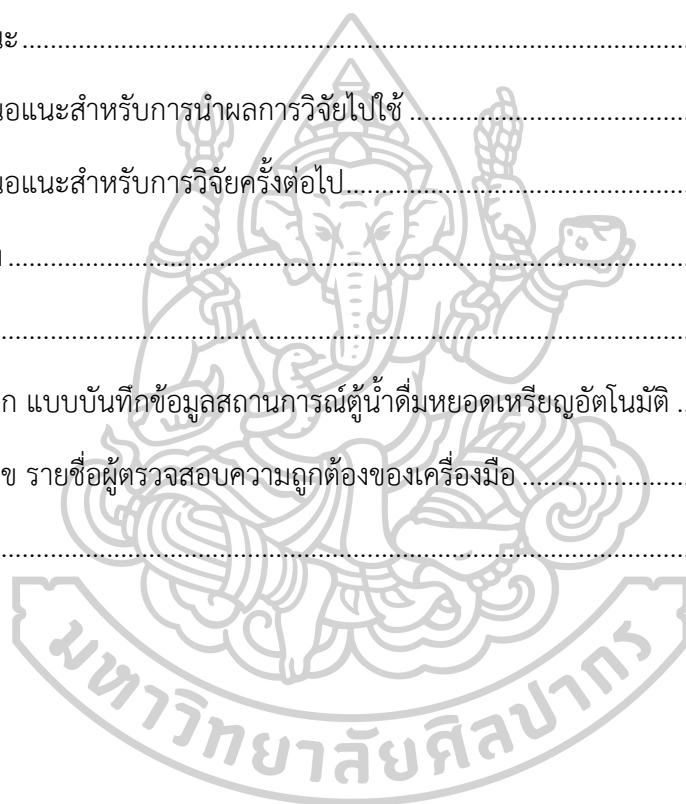 นะ ........................................................................................................
นอแนะสำหรับการนำผลการวิจัยไปใช้ ............................................
นอแนะสำหรับการวิจัยครั้งต่อไป.......................................................
..........................................................................................................
..........................................................................................................
ก แบบบันทึกข้อมูลสถานการณ์ตู้น้ำดื่มหยอดเหรียญอัตโนมัติ ..
ข รายชื่อผู้ตรวจสอบความถูกต้องของเครื่องมือ ..........................
..........................................................................................................
มหาวิทยาลัยศิลปากร